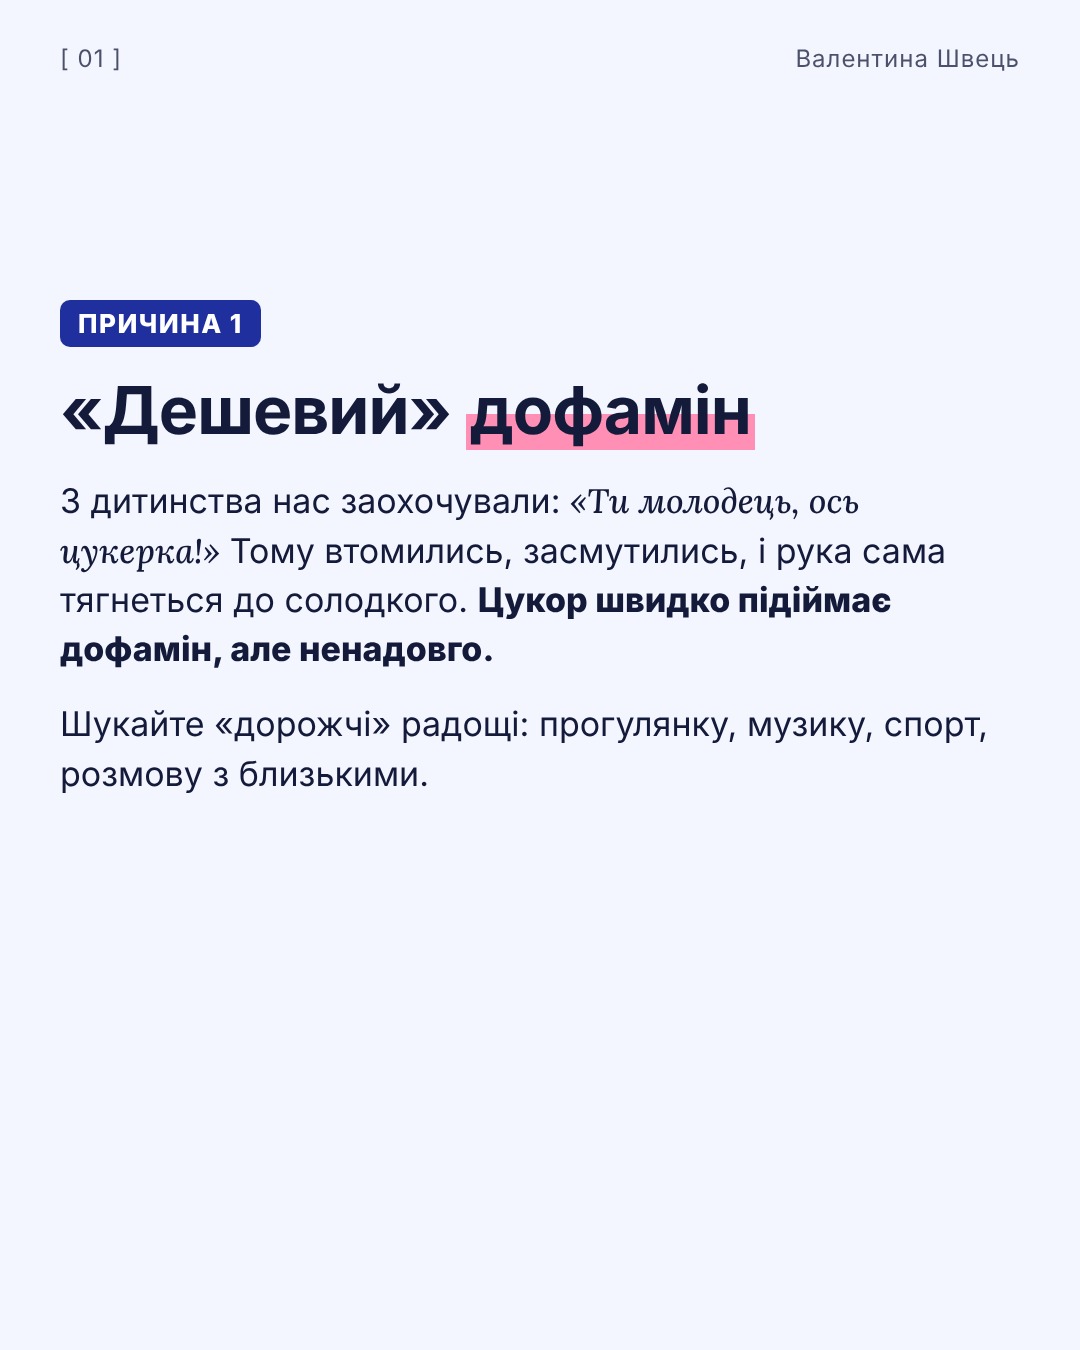 [ 01 ]
Валентина Швець
ПРИЧИНА 1
«Дешевий» дофамін
З дитинства нас заохочували: «Ти молодець, ось
цукерка!» Тому втомились, засмутились, і рука сама
тягнеться до солодкого. Цукор швидко підіймає
дофамін, але ненадовго.
Шукайте «дорожчі» радощі: прогулянку, музику, спорт,
розмову з близькими.